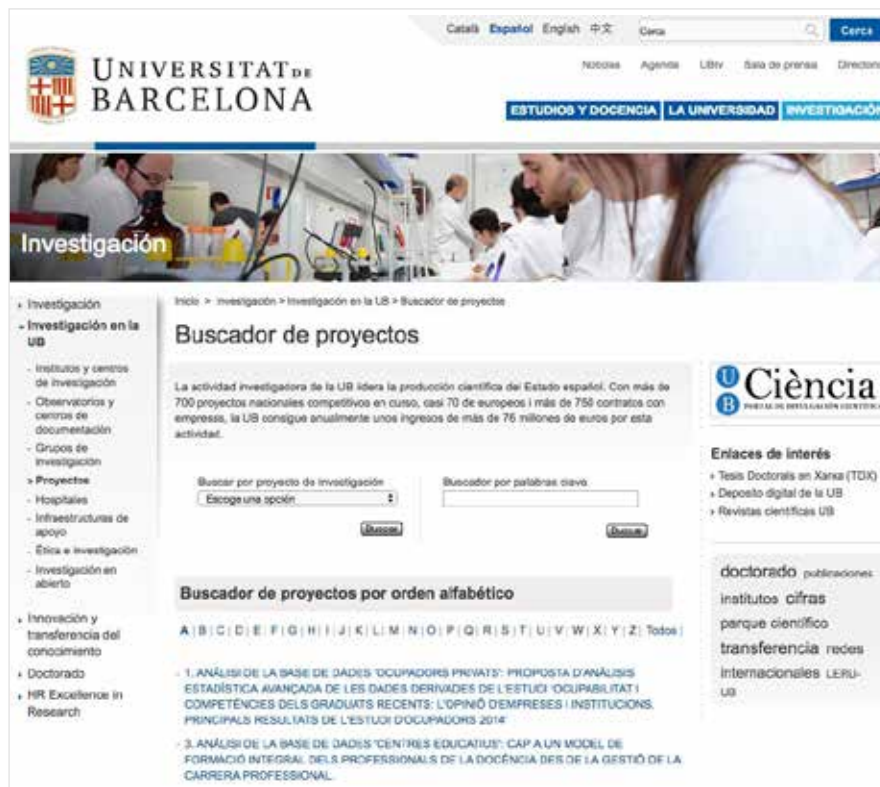 Català Español English 中文 Cerca Cerca
UNIVERSITAT DE
BARCELONA
Noticias Agenda UBtv Sala de prensa Directorio
ESTUDIOS Y DOCENCIA LA UNIVERSIDAD INVESTIGACIÓN
Investigación
Inicio > Investigación > Investigación en la UB > Buscador de proyectos
Investigación
Investigación en la
UB
- Institutos y centros
de investigación
- Observatorios y
centros de
documentación
- Grupos de
investigación
» Proyectos
- Hospitales
- Infraestructuras de
apoyo
- Ética e investigación
- Investigación en
abierto
Innovación y
transferencia del
conocimiento
Doctorado
HR Excellence in
Research
Buscador de proyectos
La actividad investigadora de la UB lidera la producción científica del Estado español. Con más de
700 proyectos nacionales competitivos en curso, casi 70 de europeos i más de 758 contratos con
empresas, la UB consigue anualmente unos ingresos de más de 76 millones de euros por esta
actividad.
Buscar por proyecto de investigación
Escoge una opción
Buscar
Buscador por palabras clave
Buscar
Buscador de proyectos por orden alfabético
A | B | C | D | E | F | G | H | I | J | K | L | M | N | O | P | Q | R | S | T | U | V | W | X | Y | Z | Todos |
- 1. ANÀLISI DE LA BASE DE DADES 'OCUPADORS PRIVATS': PROPOSTA D'ANÀLISIS
ESTADÍSTICA AVANÇADA DE LES DADES DERIVADES DE L'ESTUCI 'OCUPABILITAT I
COMPETÈNCIES DELS GRADUATS RECENTS: L'OPINIÓ D'EMPRESES I INSTITUCIONS.
PRINCIPALS RESULTATS DE L'ESTUDI D'OCUPADORS 2014'
- 3. ANÀLISI DE LA BASE DE DADES "CENTRES EDUCATIUS": CAP A UN MODEL DE
FORMACIÓ INTEGRAL DELS PROFESSIONALS DE LA DOCÈNCIA DES DE LA GESTIÓ DE LA
CARRERA PROFESSIONAL.
UB Ciència
PORTAL DE DIVULGACIÓN CIENTÍFICA
Enlaces de interés
Tesis Doctorals en Xarxa (TDX)
Deposito digital de la UB
Revistas científicas UB
doctorado publicaciones
institutos cifras
parque científico
transferencia redes
internacionales LERU-
UB